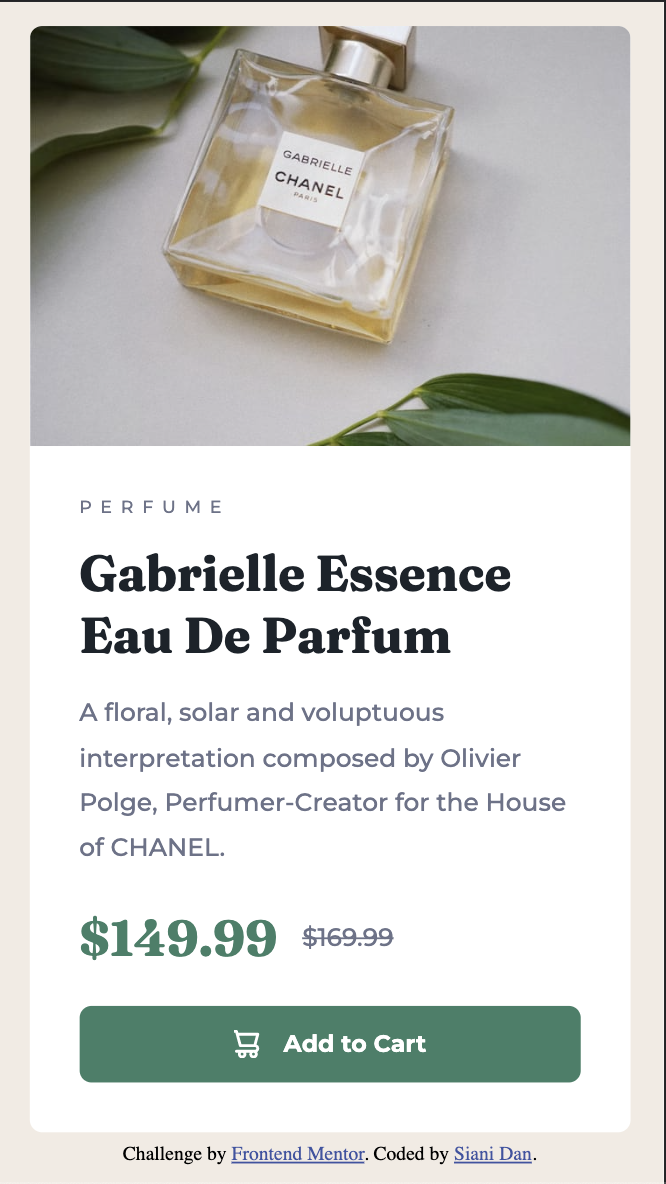 GABRIELLE
CHANEL
PARIS
PERFUME
Gabrielle Essence
Eau De Parfum
A floral, solar and voluptuous
interpretation composed by Olivier
Polge, Perfumer-Creator for the House
of CHANEL.
$149.99 $169.99
Add to Cart
Challenge by Frontend Mentor. Coded by Siani Dan.